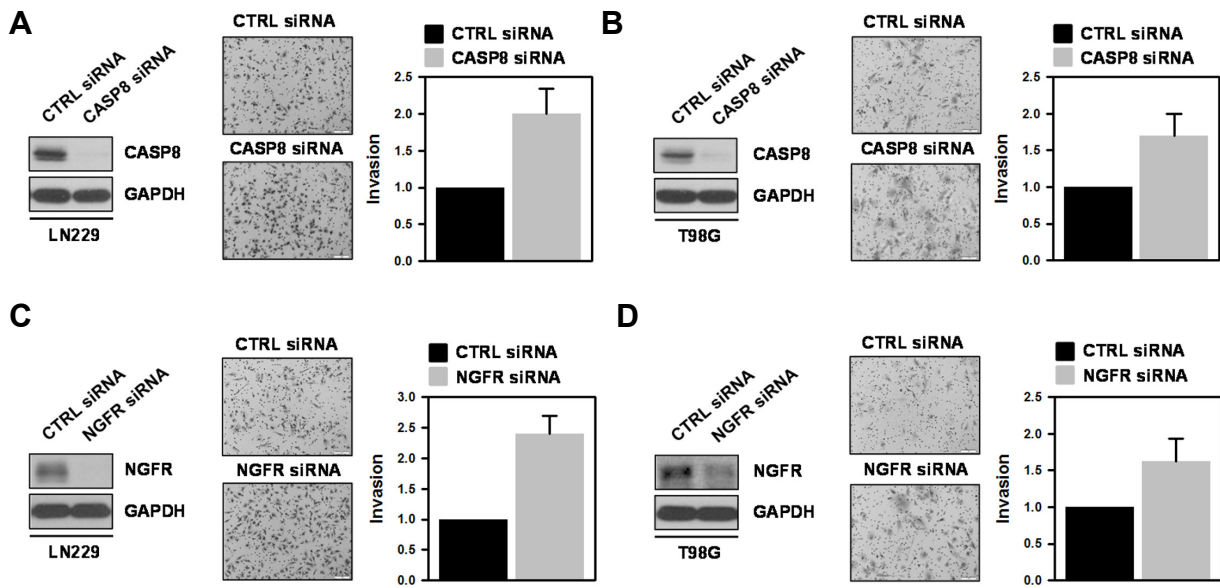 A
CTRL siRNA
CASP8 siRNA
CASP8
GAPDH
LN229
CTRL siRNA
CASP8 siRNA
CTRL siRNA
CASP8 siRNA
Invasion
2.5
2.0
1.5
1.0
0.5
0.0
B
CTRL siRNA
CASP8 siRNA
CASP8
GAPDH
T98G
CTRL siRNA
CASP8 siRNA
CTRL siRNA
CASP8 siRNA
Invasion
2.5
2.0
1.5
1.0
0.5
0.0
C
CTRL siRNA
NGFR siRNA
NGFR
GAPDH
LN229
CTRL siRNA
NGFR siRNA
CTRL siRNA
NGFR siRNA
Invasion
3.0
2.5
2.0
1.5
1.0
0.5
0.0
D
CTRL siRNA
NGFR siRNA
NGFR
GAPDH
T98G
CTRL siRNA
NGFR siRNA
CTRL siRNA
NGFR siRNA
Invasion
2.5
2.0
1.5
1.0
0.5
0.0